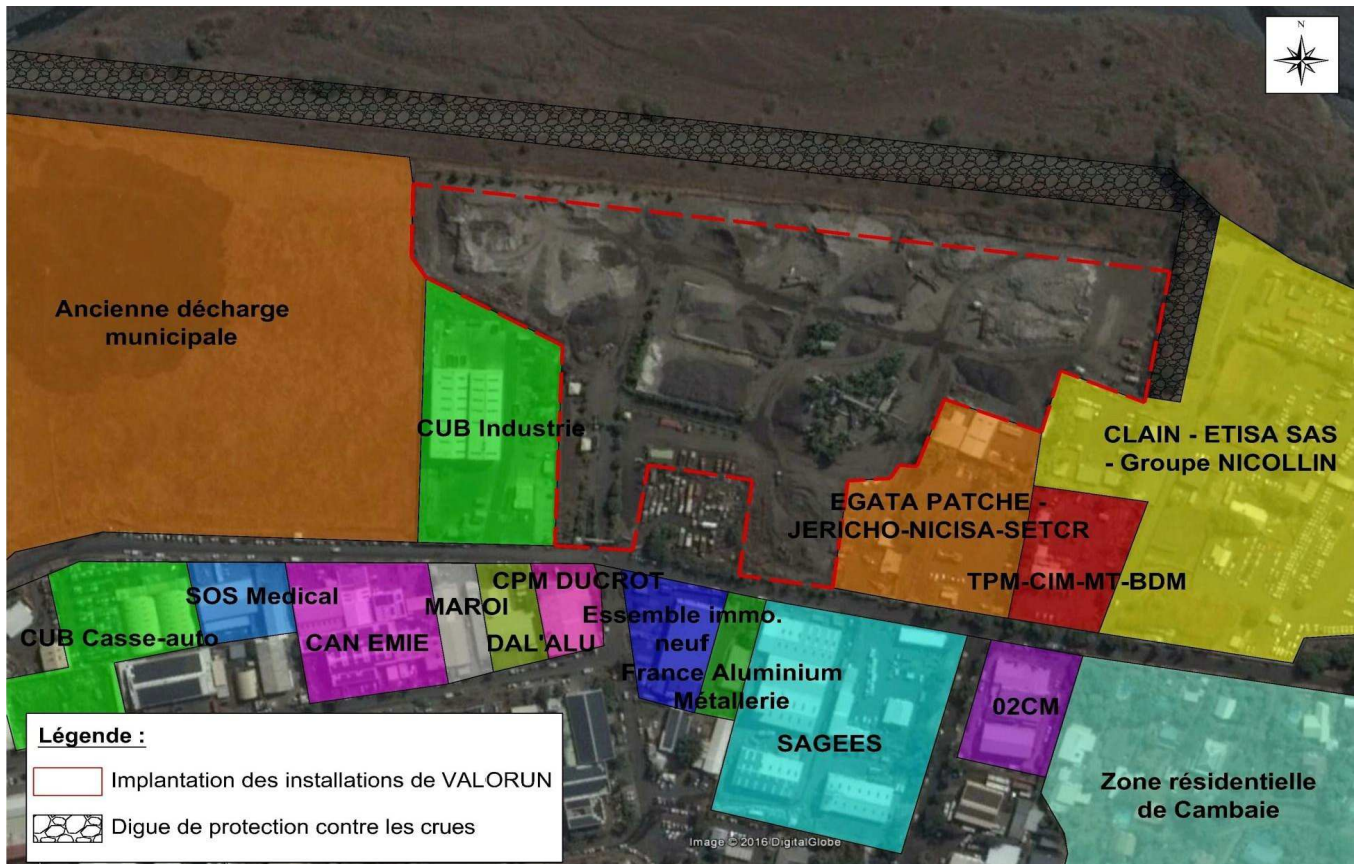 N
Ancienne décharge
municipale
CUB Industrie
CLAIN - ETISA SAS
- Groupe NICOLLIN
EGATA PATCHE -
JERICHO-NICISA-SETCR
TPM-CIM-MT-BDM
CUB Casse-auto
SOS Medical
CAN EMIE
MAROI
DAL'ALU
CPM DUCROT
Essemble immo.
neuf
France Aluminium
Métallerie
SAGEES
02CM
Zone résidentielle
de Cambaie
Légende :
Implantation des installations de VALORUN
Digue de protection contre les crues
Image © 2016 DigitalGlobe